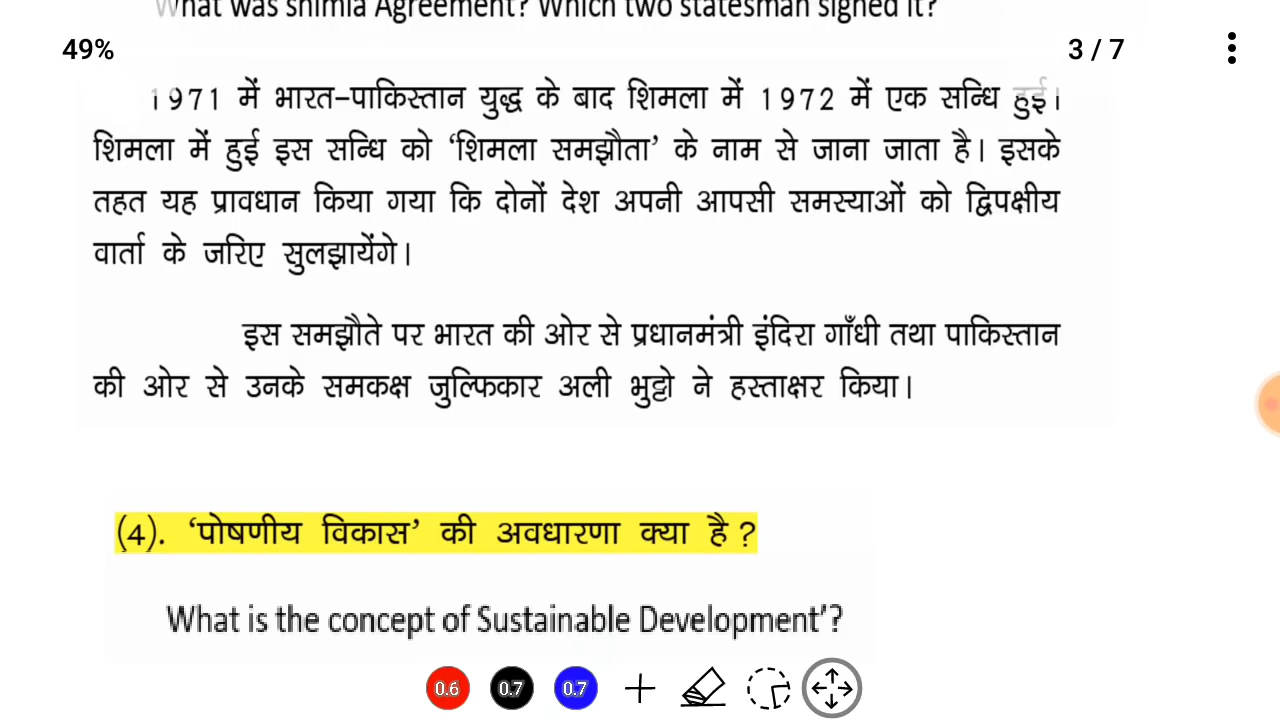 What was shimla Agreement? Which two statesman signed it?
49%
3 / 7
1971 में भारत-पाकिस्तान युद्ध के बाद शिमला में 1972 में एक सन्धि हुई।
शिमला में हुई इस सन्धि को ‘शिमला समझौता’ के नाम से जाना जाता है। इसके
तहत यह प्रावधान किया गया कि दोनों देश अपनी आपसी समस्याओं को द्विपक्षीय
वार्ता के जरिए सुलझायेंगे।
इस समझौते पर भारत की ओर से प्रधानमंत्री इंदिरा गाँधी तथा पाकिस्तान
की ओर से उनके समकक्ष जुल्फिकार अली भुट्टो ने हस्ताक्षर किया।
(4). ‘पोषणीय विकास’ की अवधारणा क्या है ?
What is the concept of Sustainable Development’?
0.6 0.7 0.7